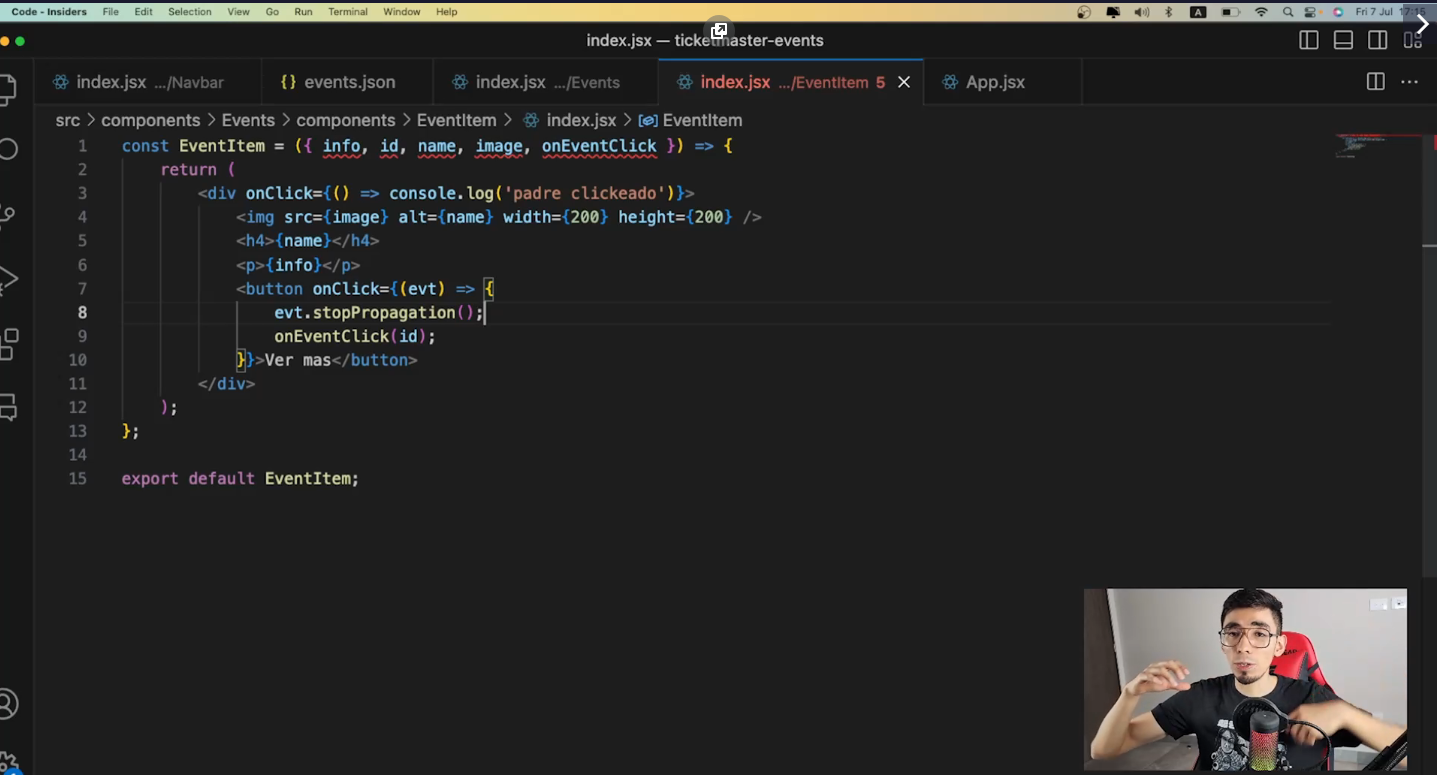 Code - Insiders File Edit Selection View Go Run Terminal Window Help A Fri 7 Jul 17:15
index.jsx — ticketmaster-events
index.jsx .../Navbar {} events.json index.jsx .../Events index.jsx .../EventItem 5 App.jsx
src > components > Events > components > EventItem > index.jsx > EventItem
1 const EventItem = ({ info, id, name, image, onEventClick }) => {
2 return (
3 <div onClick={() => console.log('padre clickeado')}>
4 <img src={image} alt={name} width={200} height={200} />
5 <h4>{name}</h4>
6 <p>{info}</p>
7 <button onClick={(evt) => {
8 evt.stopPropagation();
9 onEventClick(id);
10 }}>Ver mas</button>
11 </div>
12 );
13 };
14
15 export default EventItem;